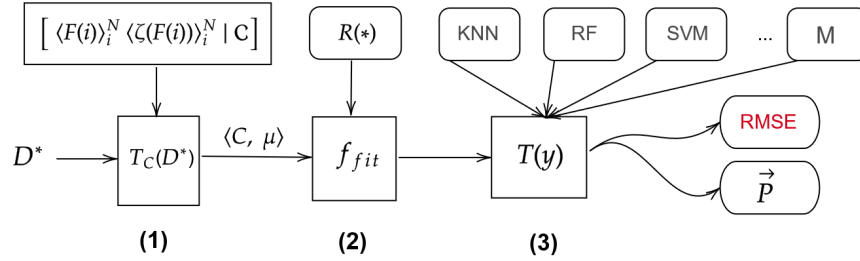 [ ⟨F(i)⟩ᵢᴺ ⟨ζ(F(i))⟩ᵢᴺ | C]
R(*)
KNN RF SVM ... M
D* T_C(D*) ⟨C, μ⟩ f_fit T(y)
RMSE
P⃗
(1) (2) (3)